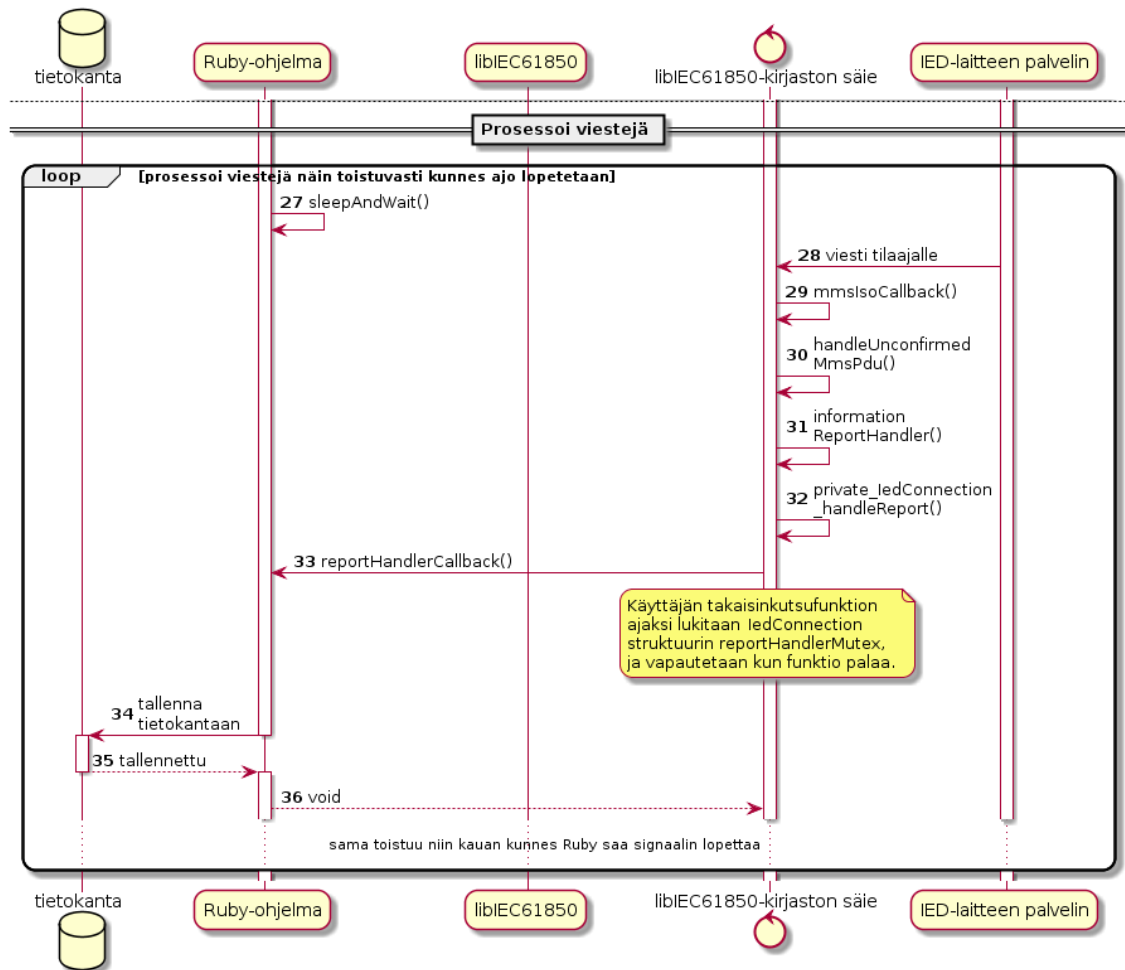 tietokanta
Ruby-ohjelma
libIEC61850
libIEC61850-kirjaston säie
IED-laitteen palvelin
Prosessoi viestejä
loop
[prosessoi viestejä näin toistuvasti kunnes ajo lopetetaan]
27 sleepAndWait()
28 viesti tilaajalle
29 mmsIsoCallback()
30 handleUnconfirmed
MmsPdu()
31 information
ReportHandler()
32 private_IedConnection
_handleReport()
33 reportHandlerCallback()
Käyttäjän takaisinkutsufunktion
ajaksi lukitaan IedConnection
struktuurin reportHandlerMutex,
ja vapautetaan kun funktio palaa.
34 tallenna
tietokantaan
35 tallennettu
36 void
sama toistuu niin kauan kunnes Ruby saa signaalin lopettaa
tietokanta
Ruby-ohjelma
libIEC61850
libIEC61850-kirjaston säie
IED-laitteen palvelin